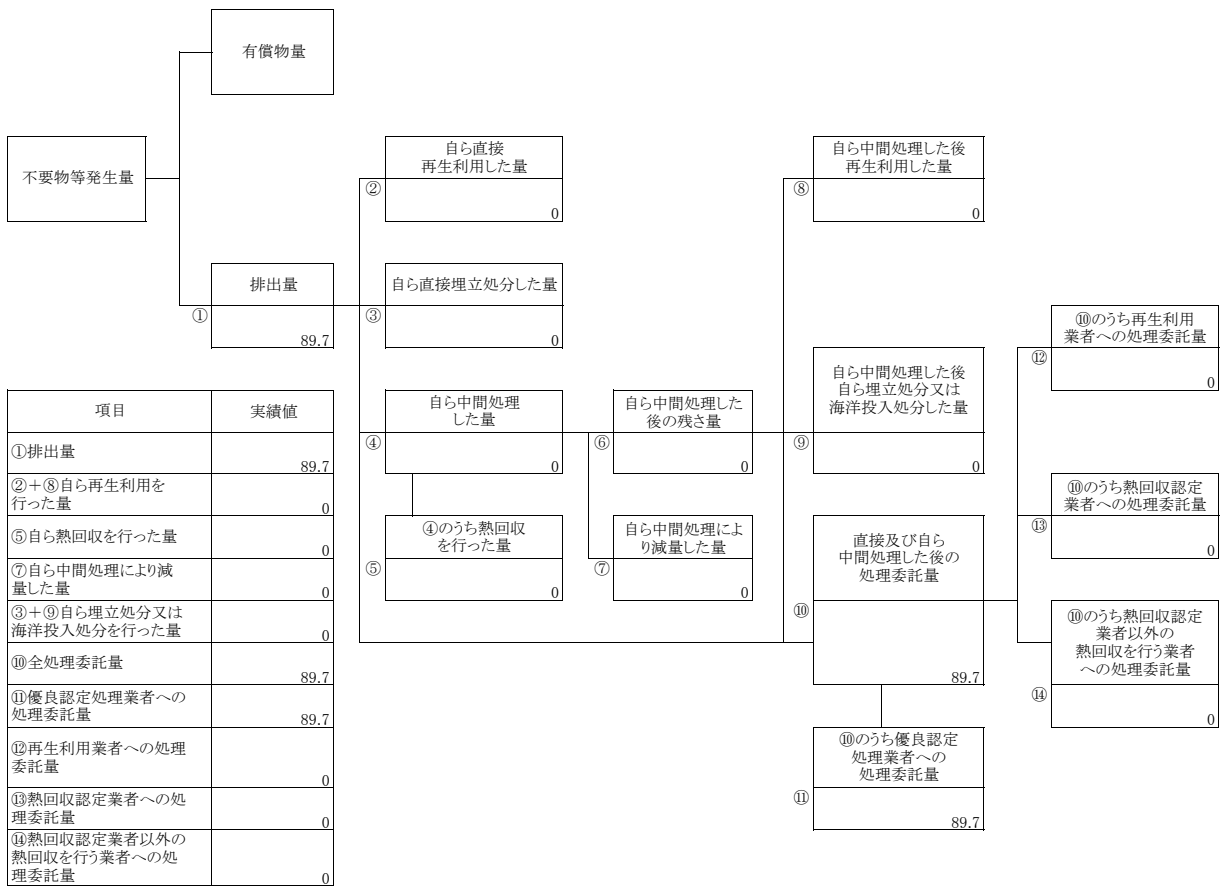 有償物量
不要物等発生量
排出量
①
89.7
自ら直接
再生利用した量
②
0
自ら直接埋立処分した量
③
0
自ら中間処理
した量
④
0
④のうち熱回収
を行った量
⑤
0
自ら中間処理した
後の残さ量
⑥
0
自ら中間処理によ
り減量した量
⑦
0
自ら中間処理した後
再生利用した量
⑧
0
自ら中間処理した後
自ら埋立処分又は
海洋投入処分した量
⑨
0
直接及び自ら
中間処理した後の
処理委託量
⑩
89.7
⑩のうち優良認定
処理業者への
処理委託量
⑪
89.7
⑩のうち再生利用
業者への処理委託量
⑫
0
⑩のうち熱回収認定
業者への処理委託量
⑬
0
⑩のうち熱回収認定
業者以外の
熱回収を行う業者
への処理委託量
⑭
0
項目 実績値
①排出量
89.7
②+⑧自ら再生利用を
行った量
0
⑤自ら熱回収を行った量
0
⑦自ら中間処理により減
量した量
0
③+⑨自ら埋立処分又は
海洋投入処分を行った量
0
⑩全処理委託量
89.7
⑪優良認定処理業者への
処理委託量
89.7
⑫再生利用業者への処理
委託量
0
⑬熱回収認定業者への処
理委託量
0
⑭熱回収認定業者以外の
熱回収を行う業者への処
理委託量
0